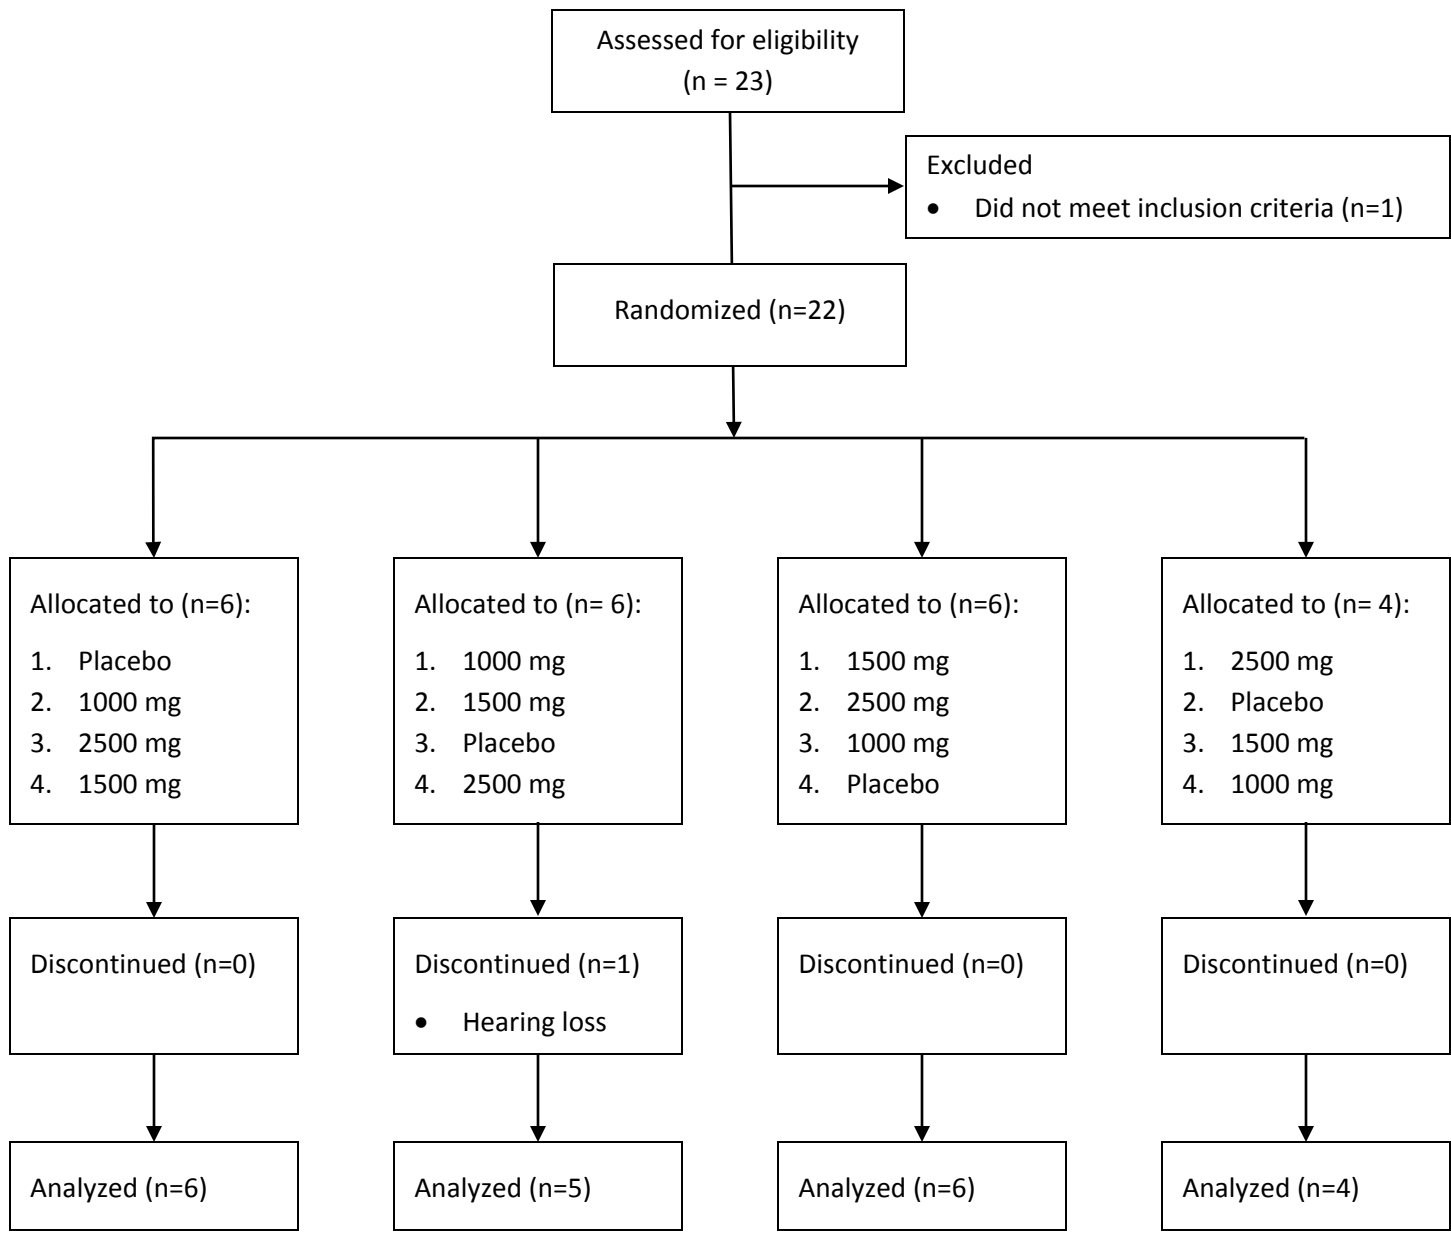 Assessed for eligibility
(n = 23)
Excluded
• Did not meet inclusion criteria (n=1)
Randomized (n=22)
Allocated to (n=6):
1. Placebo
2. 1000 mg
3. 2500 mg
4. 1500 mg
Allocated to (n= 6):
1. 1000 mg
2. 1500 mg
3. Placebo
4. 2500 mg
Allocated to (n=6):
1. 1500 mg
2. 2500 mg
3. 1000 mg
4. Placebo
Allocated to (n= 4):
1. 2500 mg
2. Placebo
3. 1500 mg
4. 1000 mg
Discontinued (n=0)
Discontinued (n=1)
• Hearing loss
Discontinued (n=0)
Discontinued (n=0)
Analyzed (n=6)
Analyzed (n=5)
Analyzed (n=6)
Analyzed (n=4)